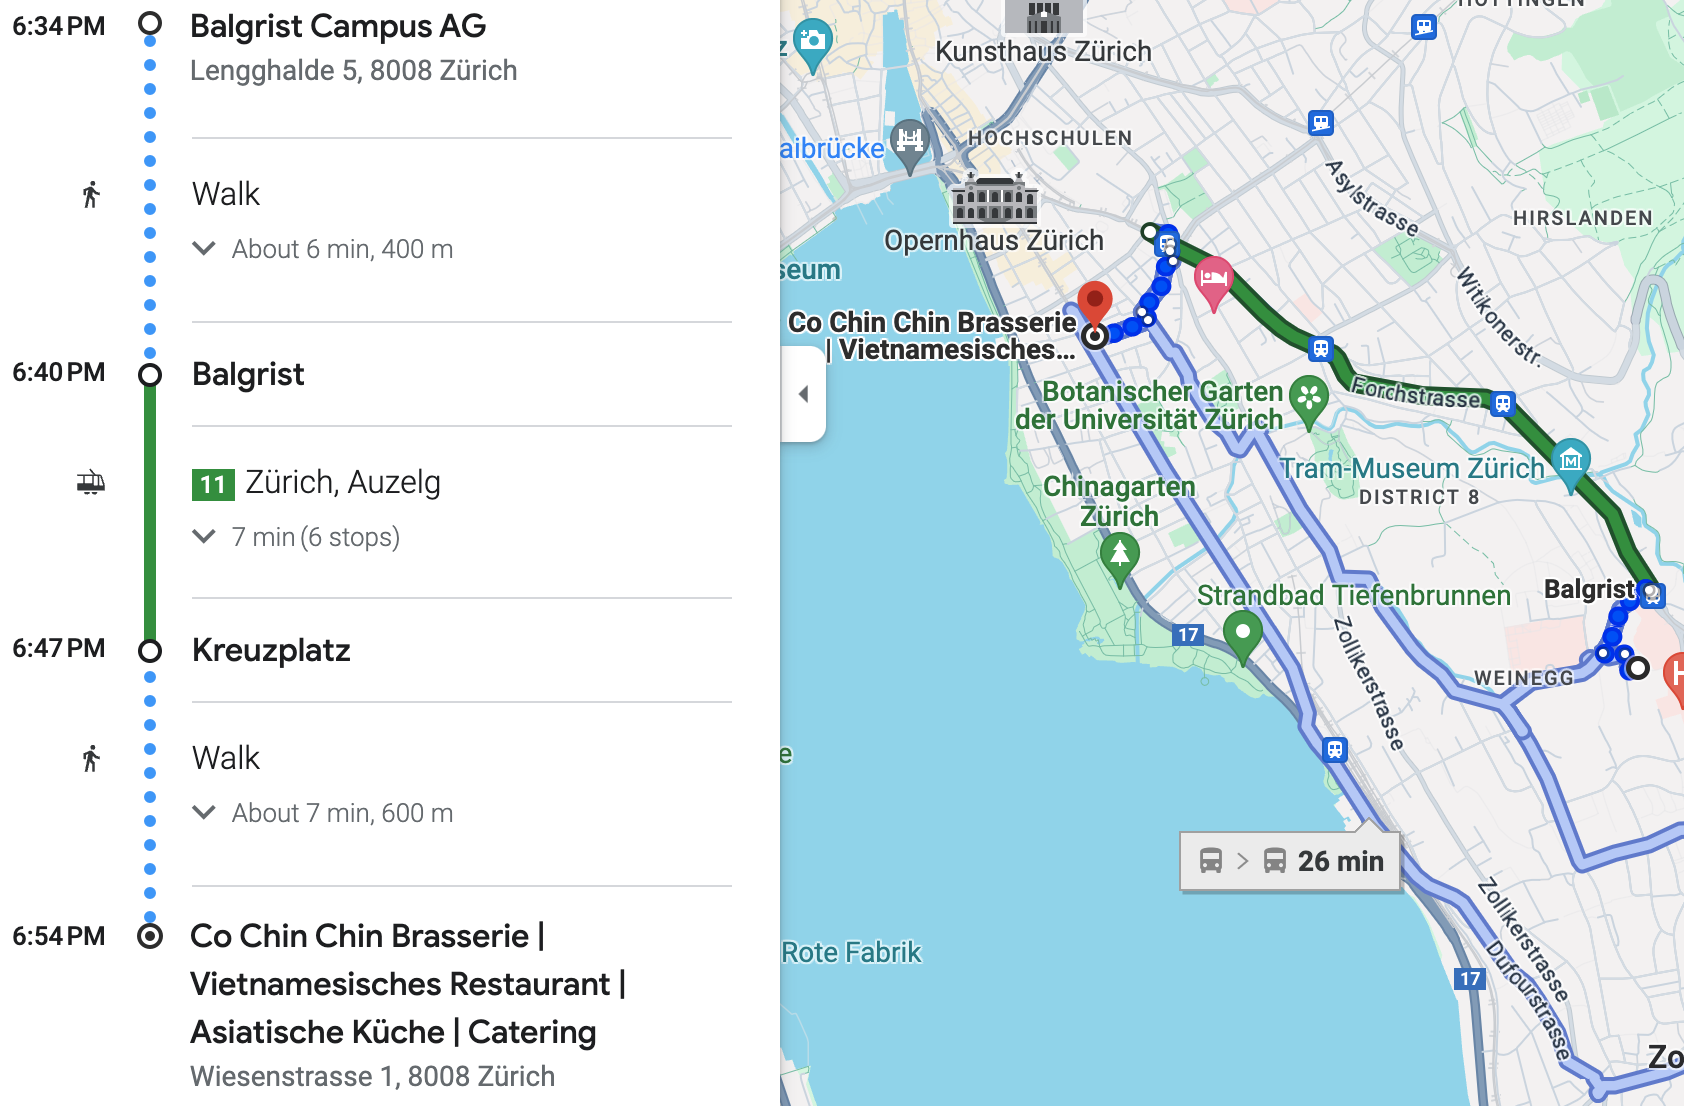 6:34 PM
Balgrist Campus AG
Lengghalde 5, 8008 Zürich
Walk
About 6 min, 400 m
6:40 PM
Balgrist
11 Zürich, Auzelg
7 min (6 stops)
6:47 PM
Kreuzplatz
Walk
About 7 min, 600 m
6:54 PM
Co Chin Chin Brasserie |
Vietnamesisches Restaurant |
Asiatische Küche | Catering
Wiesenstrasse 1, 8008 Zürich
HOTTINGEN
z
Kunsthaus Zürich
HOCHSCHULEN
aibrücke
Asylstrasse
HIRSLANDEN
Opernhaus Zürich
seum
Witikonerstr.
Co Chin Chin Brasserie
| Vietnamesisches...
Forchstrasse
Botanischer Garten
der Universität Zürich
Tram-Museum Zürich
DISTRICT 8
Chinagarten
Zürich
Balgrist
Strandbad Tiefenbrunnen
17
Zollikerstrasse
WEINEGG
H
e
26 min
Zollikerstrasse
Dufourstrasse
Rote Fabrik
17
Zo